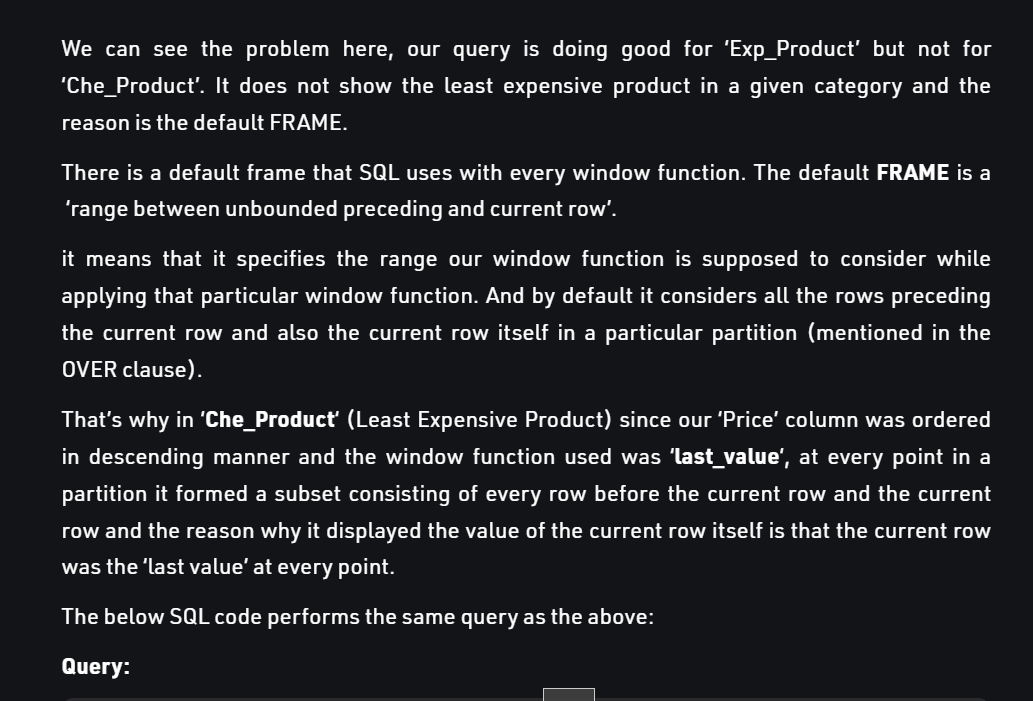 We can see the problem here, our query is doing good for ‘Exp_Product’ but not for
‘Che_Product’. It does not show the least expensive product in a given category and the
reason is the default FRAME.
There is a default frame that SQL uses with every window function. The default FRAME is a
‘range between unbounded preceding and current row’.
it means that it specifies the range our window function is supposed to consider while
applying that particular window function. And by default it considers all the rows preceding
the current row and also the current row itself in a particular partition (mentioned in the
OVER clause).
That’s why in ‘Che_Product‘ (Least Expensive Product) since our ‘Price’ column was ordered
in descending manner and the window function used was ‘last_value‘, at every point in a
partition it formed a subset consisting of every row before the current row and the current
row and the reason why it displayed the value of the current row itself is that the current row
was the ‘last value’ at every point.
The below SQL code performs the same query as the above:
Query: